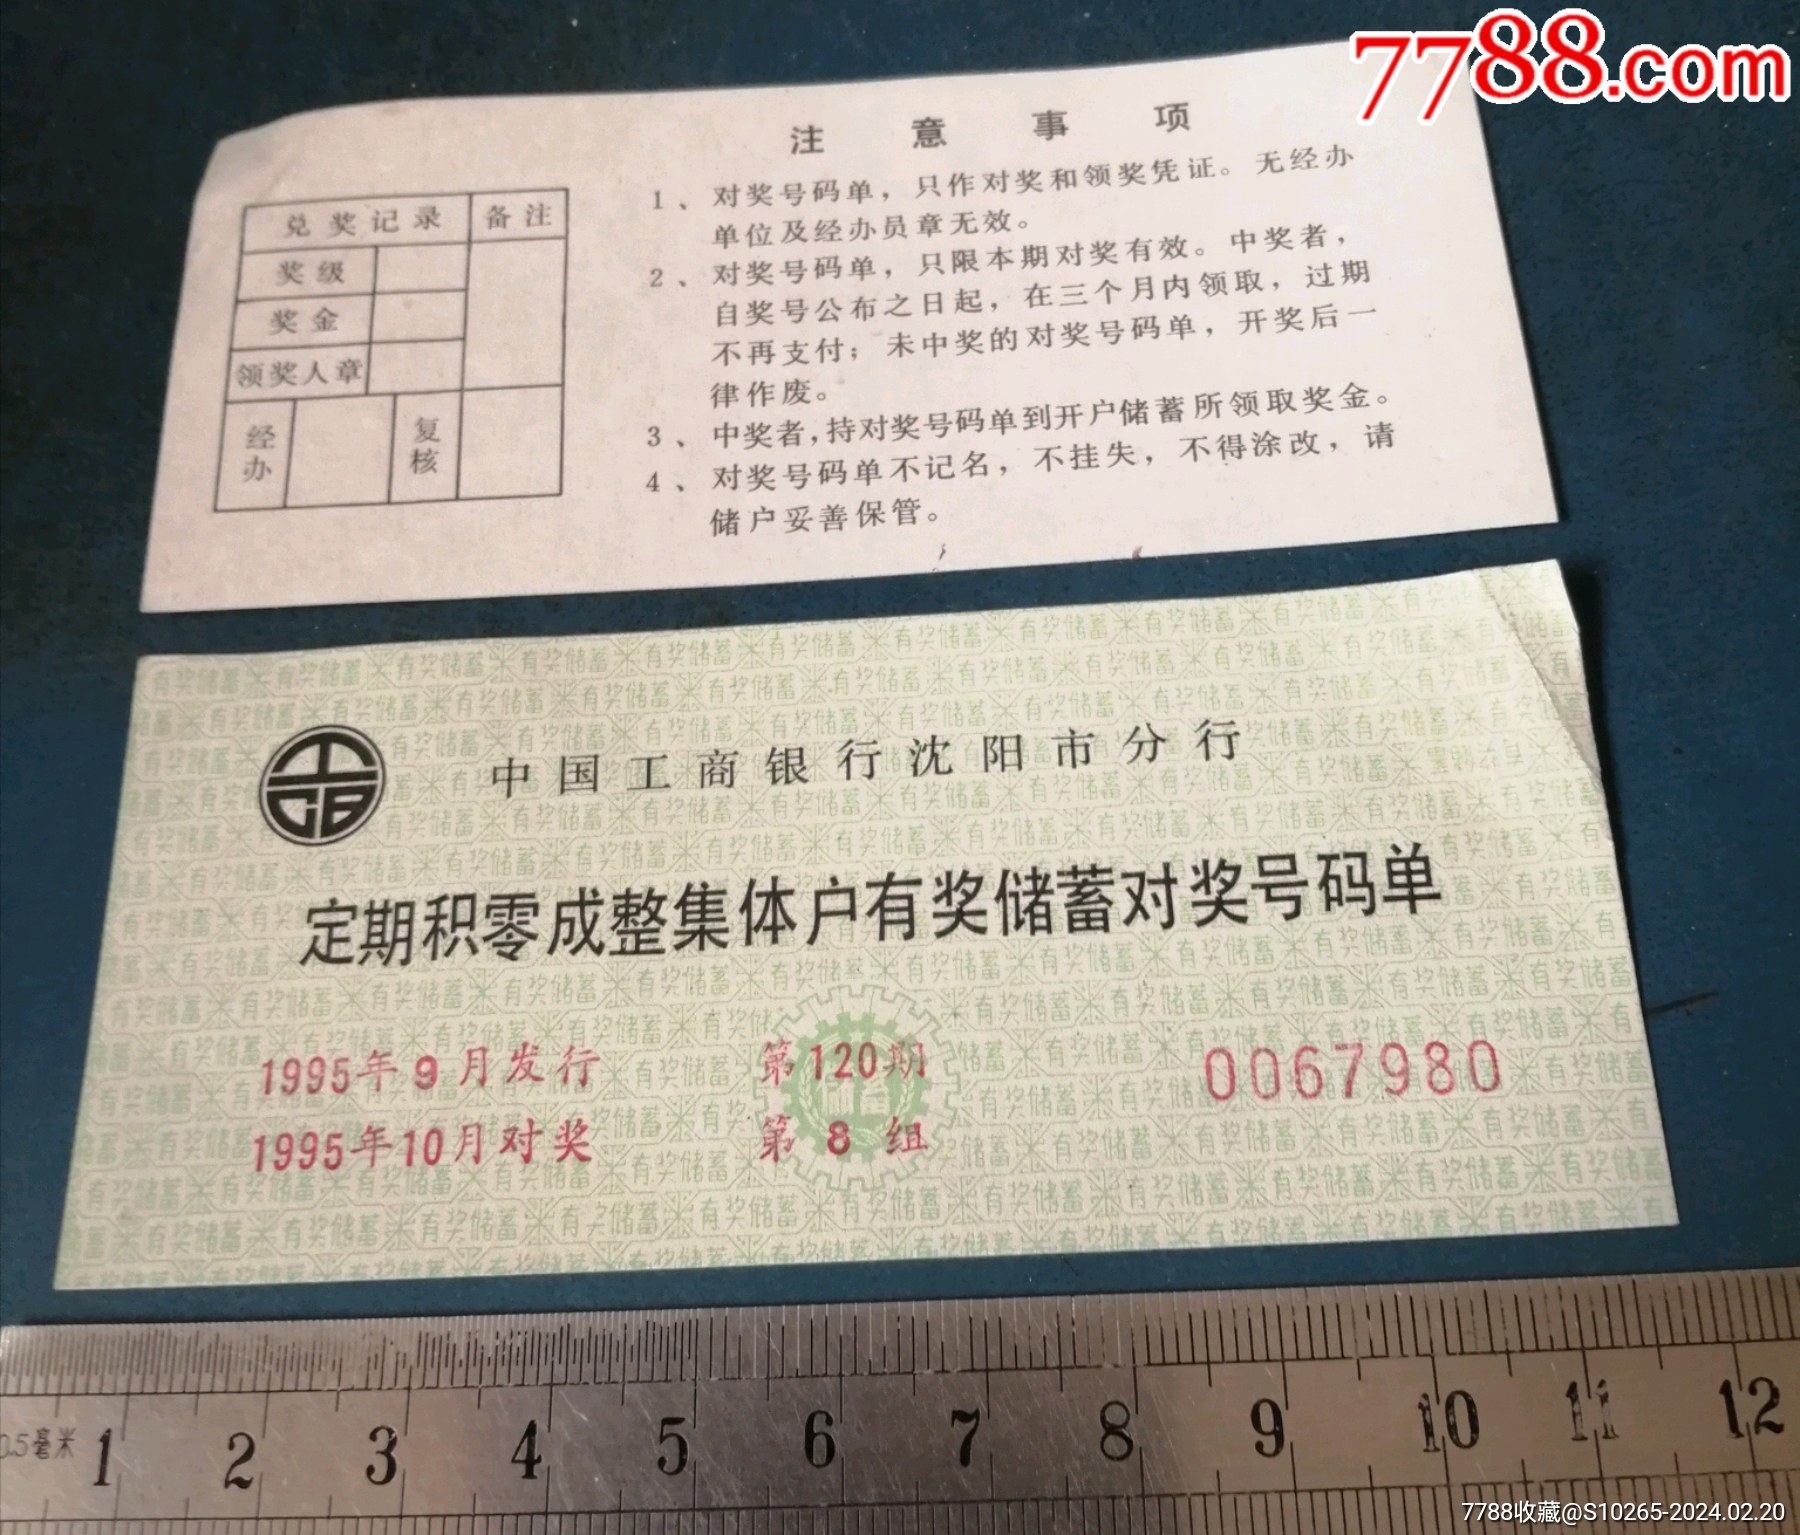 7788.com
注意事项
兑奖记录 备注
奖级
奖金
领奖人章
经办 复核
1、对奖号码单，只作对奖和领奖凭证。无经办
单位及经办员章无效。
2、对奖号码单，只限本期对奖有效。中奖者，
自奖号公布之日起，在三个月内领取，过期
不再支付；未中奖的对奖号码单，开奖后一
律作废。
3、中奖者，持对奖号码单到开户储蓄所领取奖金。
4、对奖号码单不记名，不挂失，不得涂改，请
储户妥善保管。
中国工商银行沈阳市分行
定期积零成整集体户有奖储蓄对奖号码单
1995年9月发行 第120期 0067980
1995年10月对奖 第8组
有奖储蓄
0.5毫米 1 2 3 4 5 6 7 8 9 10 11 12
7788收藏@S10265-2024.02.20